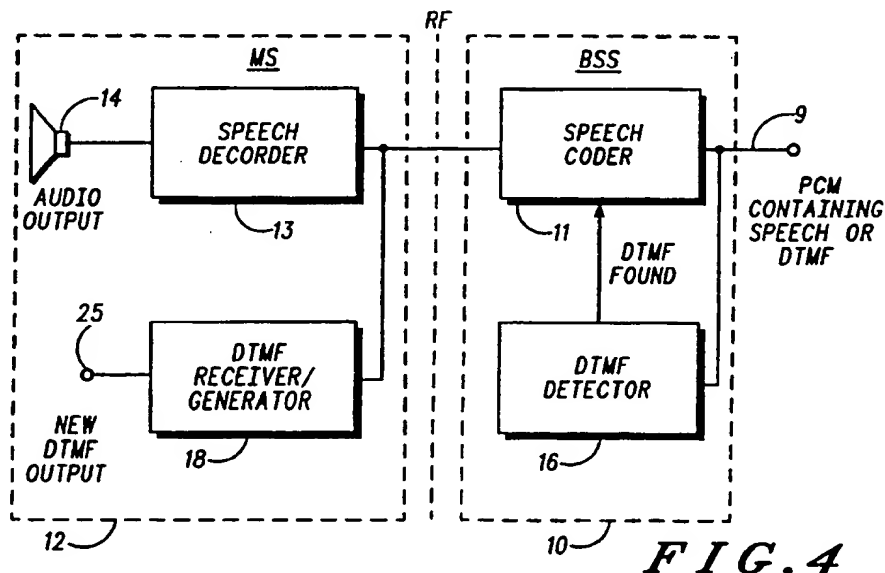 RF
MS
BSS
14
SPEECH
DECORDER
SPEECH
CODER
9
AUDIO
OUTPUT
13
11
PCM
CONTAINING
SPEECH OR
DTMF
DTMF
FOUND
25
DTMF
RECEIVER/
GENERATOR
DTMF
DETECTOR
NEW
DTMF
OUTPUT
18
16
12
10
FIG.4